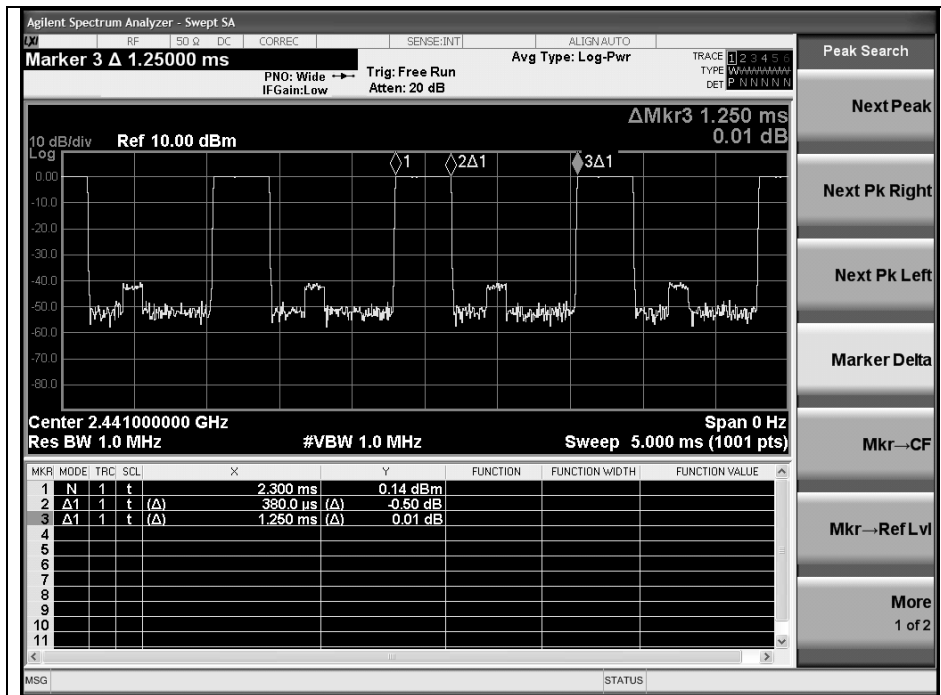 Agilent Spectrum Analyzer - Swept SA
LXI RF 50 Ω DC CORREC SENSE:INT ALIGNAUTO
Marker 3 Δ 1.25000 ms
PNO: Wide
IFGain:Low
Trig: Free Run
Atten: 20 dB
Avg Type: Log-Pwr
TRACE 1 2 3 4 5 6
TYPE WWWWWW
DET P N N N N N
Peak Search
Next Peak
Next Pk Right
Next Pk Left
Marker Delta
Mkr→CF
Mkr→Ref Lvl
More
1 of 2
ΔMkr3 1.250 ms
0.01 dB
10 dB/div Ref 10.00 dBm
Log
1 2Δ1 3Δ1
0.00
-10.0
-20.0
-30.0
-40.0
-50.0
-60.0
-70.0
-80.0
Center 2.441000000 GHz Span 0 Hz
Res BW 1.0 MHz #VBW 1.0 MHz Sweep 5.000 ms (1001 pts)
MKR MODE TRC SCL X Y FUNCTION FUNCTION WIDTH FUNCTION VALUE
1 N 1 t 2.300 ms 0.14 dBm
2 Δ1 1 t (Δ) 380.0 µs (Δ) -0.50 dB
3 Δ1 1 t (Δ) 1.250 ms (Δ) 0.01 dB
4
5
6
7
8
9
10
11
MSG STATUS